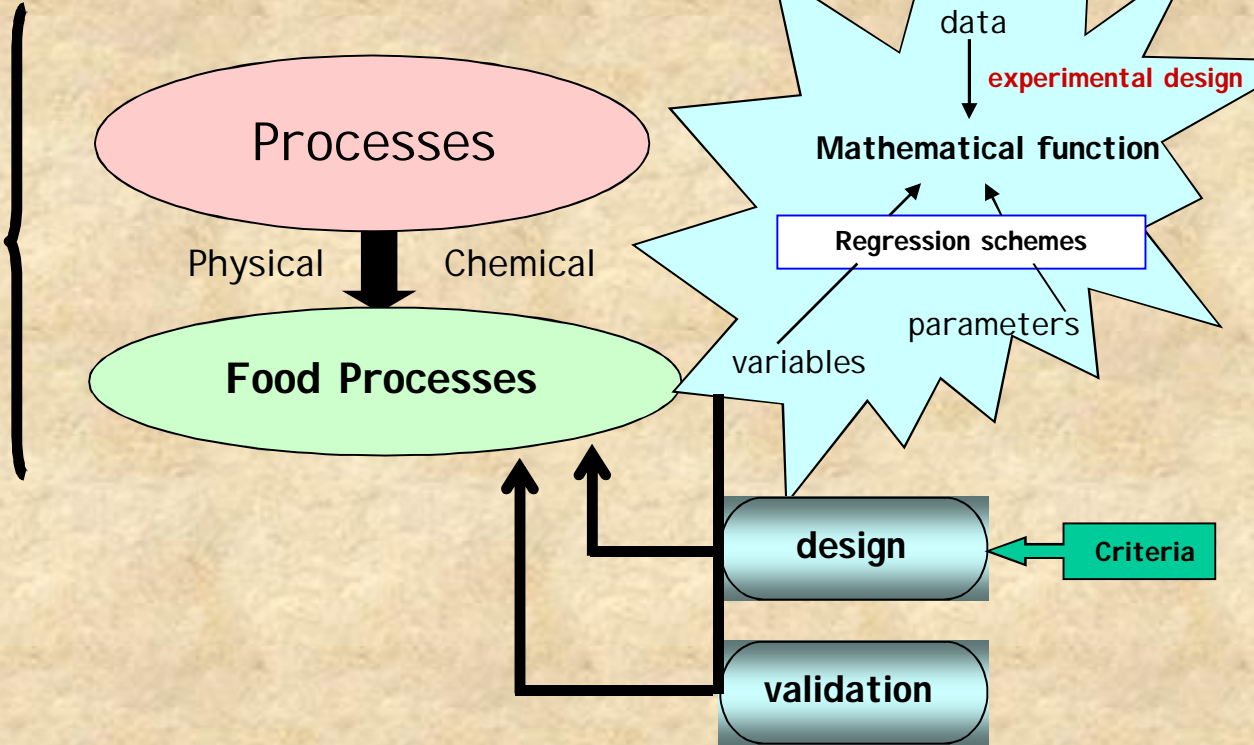 Processes
Physical
Chemical
Food Processes
data
experimental design
Mathematical function
Regression schemes
parameters
variables
design
Criteria
validation